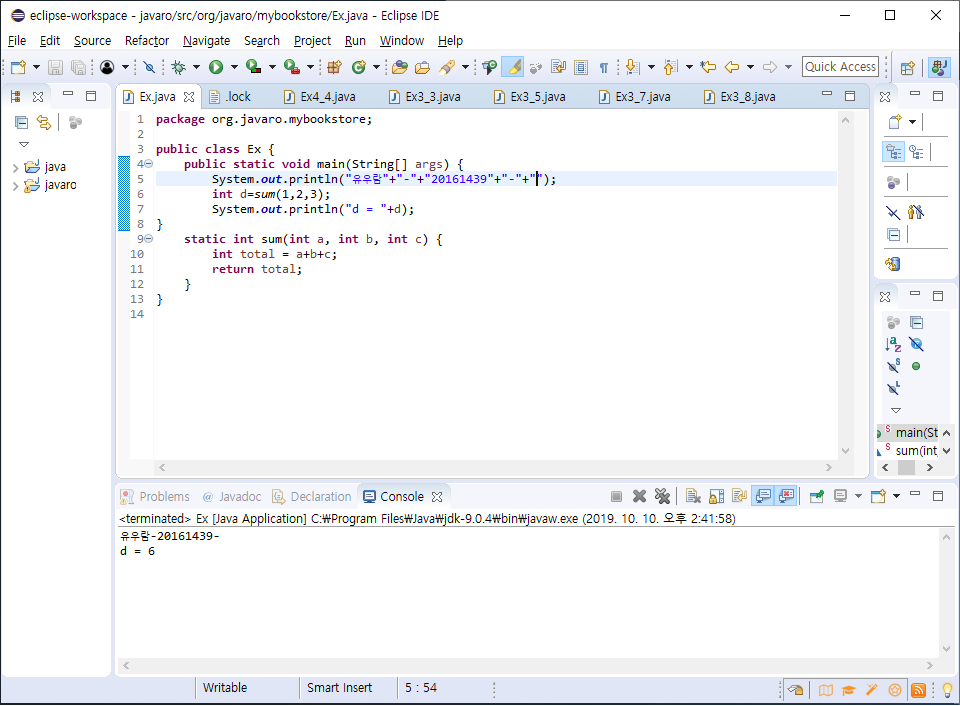 eclipse-workspace - javaro/src/org/javaro/mybookstore/Ex.java - Eclipse IDE
File Edit Source Refactor Navigate Search Project Run Window Help
Quick Access
Ex.java .lock Ex4_4.java Ex3_3.java Ex3_5.java Ex3_7.java Ex3_8.java
java
javaro
1 package org.javaro.mybookstore;
2
3 public class Ex {
4 public static void main(String[] args) {
5 System.out.println("유우람"+"-"+"20161439"+"-"+"");
6 int d=sum(1,2,3);
7 System.out.println("d = "+d);
8 }
9 static int sum(int a, int b, int c) {
10 int total = a+b+c;
11 return total;
12 }
13 }
14
main(St
sum(int
Problems @ Javadoc Declaration Console
<terminated> Ex [Java Application] C:₩Program Files₩Java₩jdk-9.0.4₩bin₩javaw.exe (2019. 10. 10. 오후 2:41:58)
유우람-20161439-
d = 6
Writable Smart Insert 5 : 54